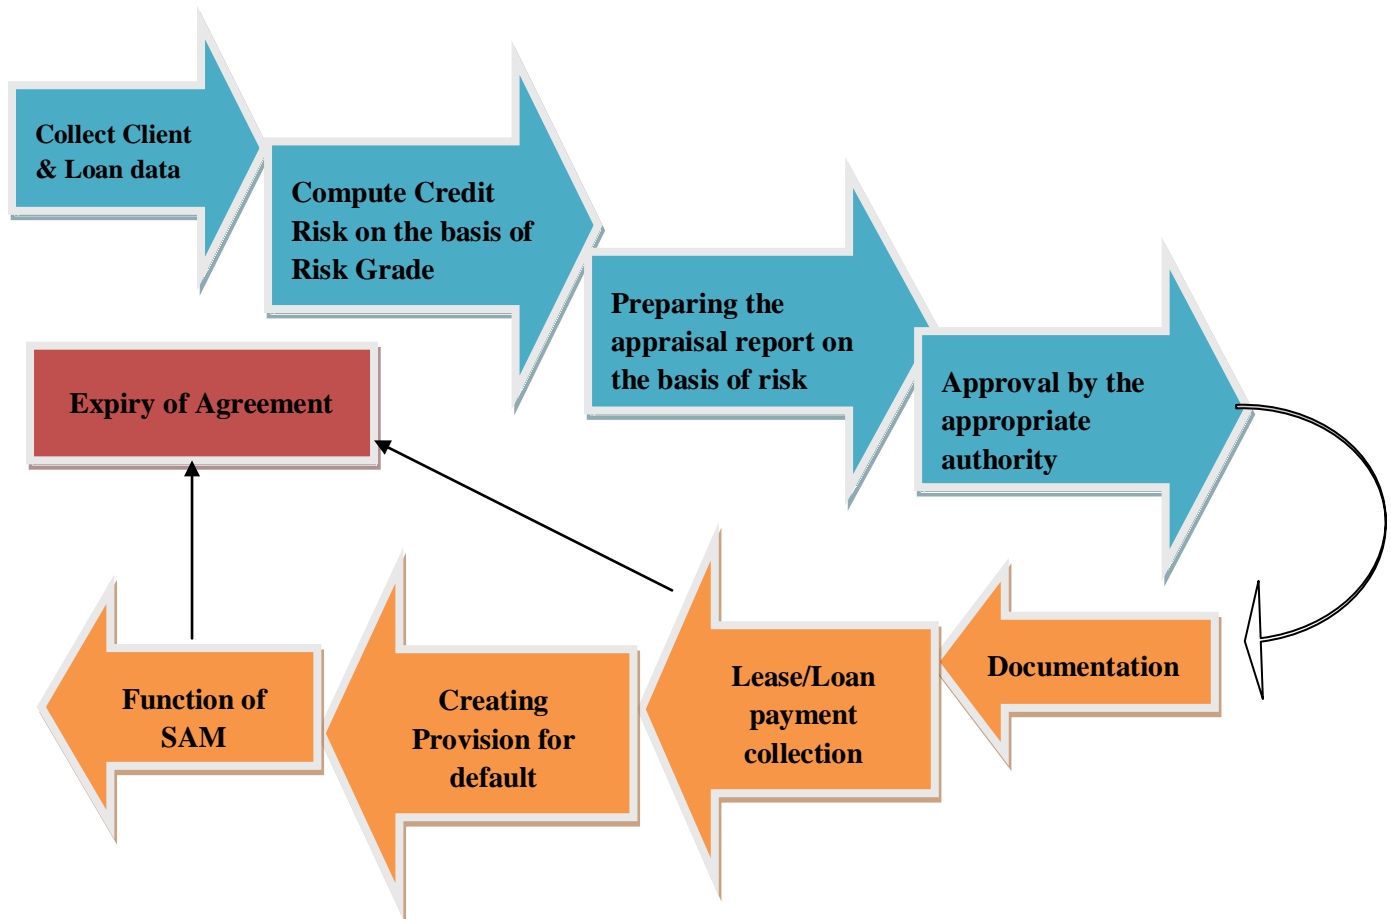 Collect Client
& Loan data
Compute Credit
Risk on the basis of
Risk Grade
Preparing the
appraisal report on
the basis of risk
Approval by the
appropriate
authority
Documentation
Lease/Loan
payment
collection
Creating
Provision for
default
Function of
SAM
Expiry of Agreement